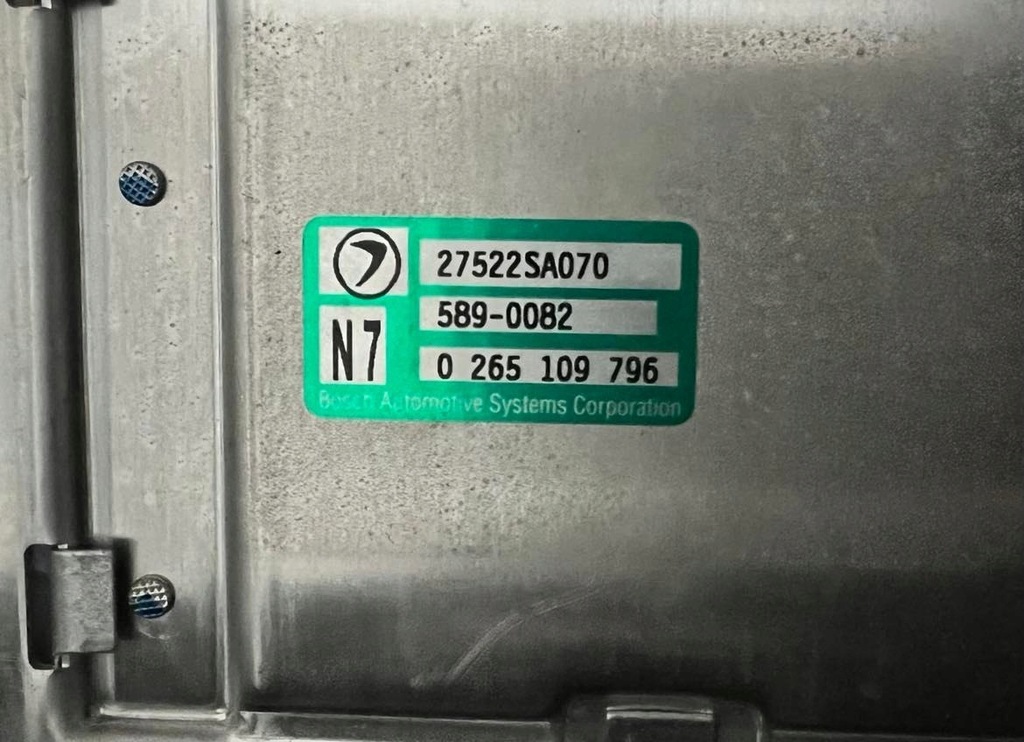 27522SA070
589-0082
N7
0 265 109 796
Bosch Automotive Systems Corporation